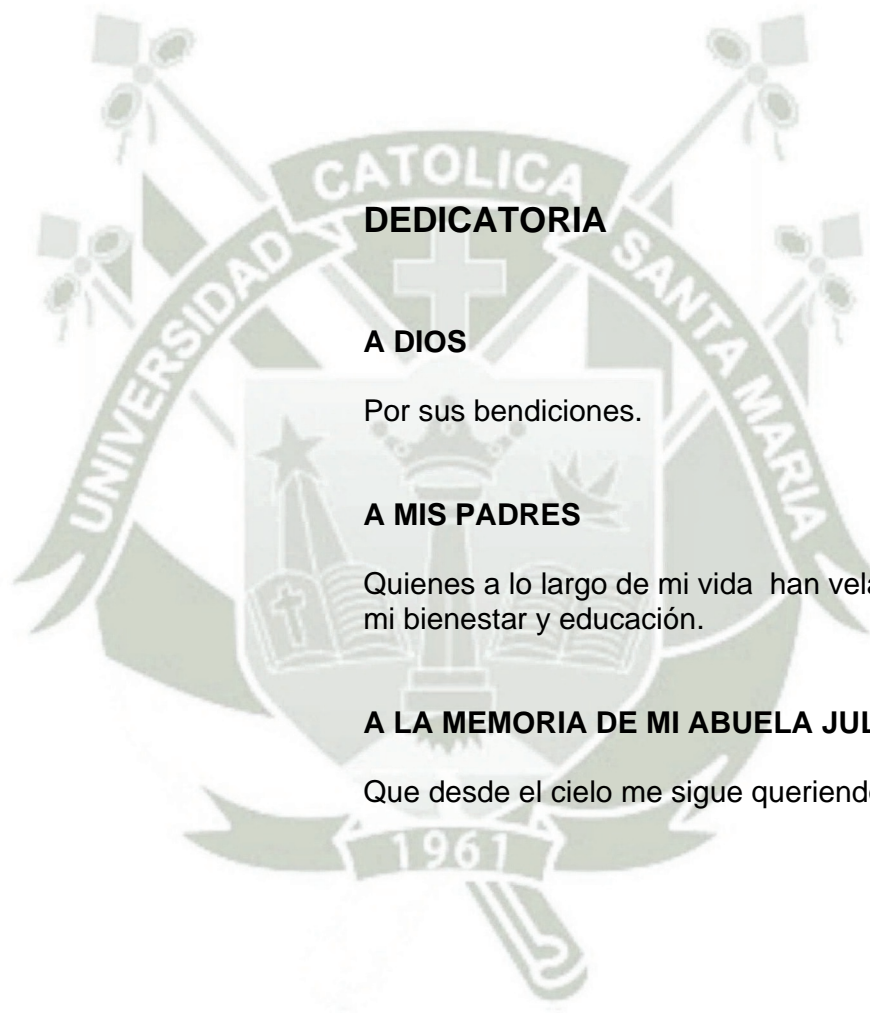 UNIVERSIDAD CATOLICA SANTA MARIA
DEDICATORIA
A DIOS
Por sus bendiciones.
A MIS PADRES
Quienes a lo largo de mi vida han
mi bienestar y educación.
A LA MEMORIA DE MI ABUELA
Que desde el cielo me sigue
1961